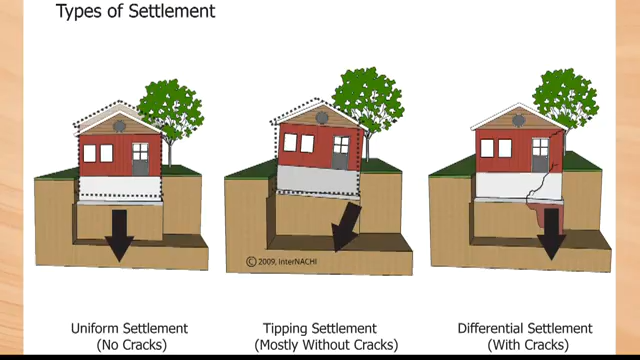 Types of Settlement
© 2009, InterNACHI
Uniform Settlement
(No Cracks)
Tipping Settlement
(Mostly Without Cracks)
Differential Settlement
(With Cracks)